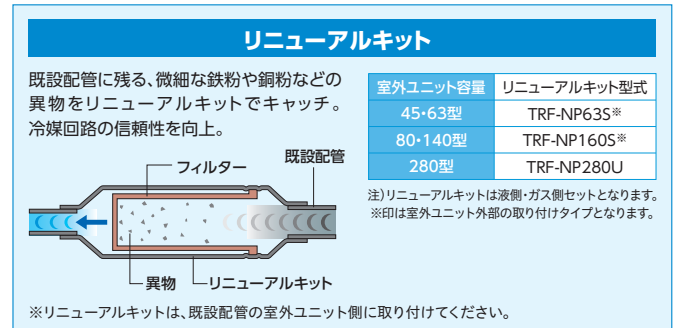 リニューアルキット
既設配管に残る、微細な鉄粉や銅粉などの
異物をリニューアルキットでキャッチ。
冷媒回路の信頼性を向上。
室外ユニット容量 リニューアルキット型式
45・63型 TRF-NP63S※
80・140型 TRF-NP160S※
280型 TRF-NP280U
注)リニューアルキットは液側・ガス側セットとなります。
※印は室外ユニット外部の取り付けタイプとなります。
フィルター
既設配管
異物
リニューアルキット
※リニューアルキットは、既設配管の室外ユニット側に取り付けてください。